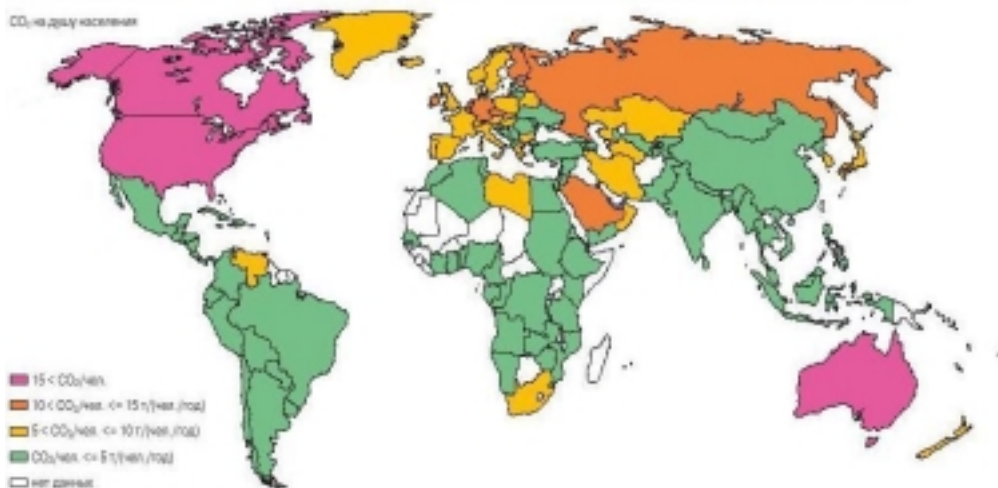 CO₂ на душу населения
15 < CO₂/чел.
10 < CO₂/чел. <= 15 т/(чел./год)
5 < CO₂/чел. <= 10 т/(чел./год)
CO₂/чел. <= 5 т/(чел./год)
нет данных